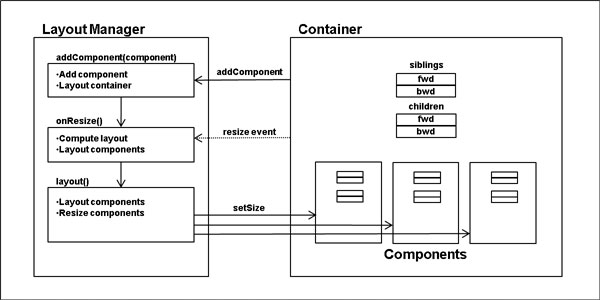 Layout Manager
addComponent(component)
•Add component
•Layout container
onResize()
•Compute layout
•Layout components
layout()
•Layout components
•Resize components
addComponent
resize event
setSize
Container
siblings
fwd
bwd
children
fwd
bwd
Components